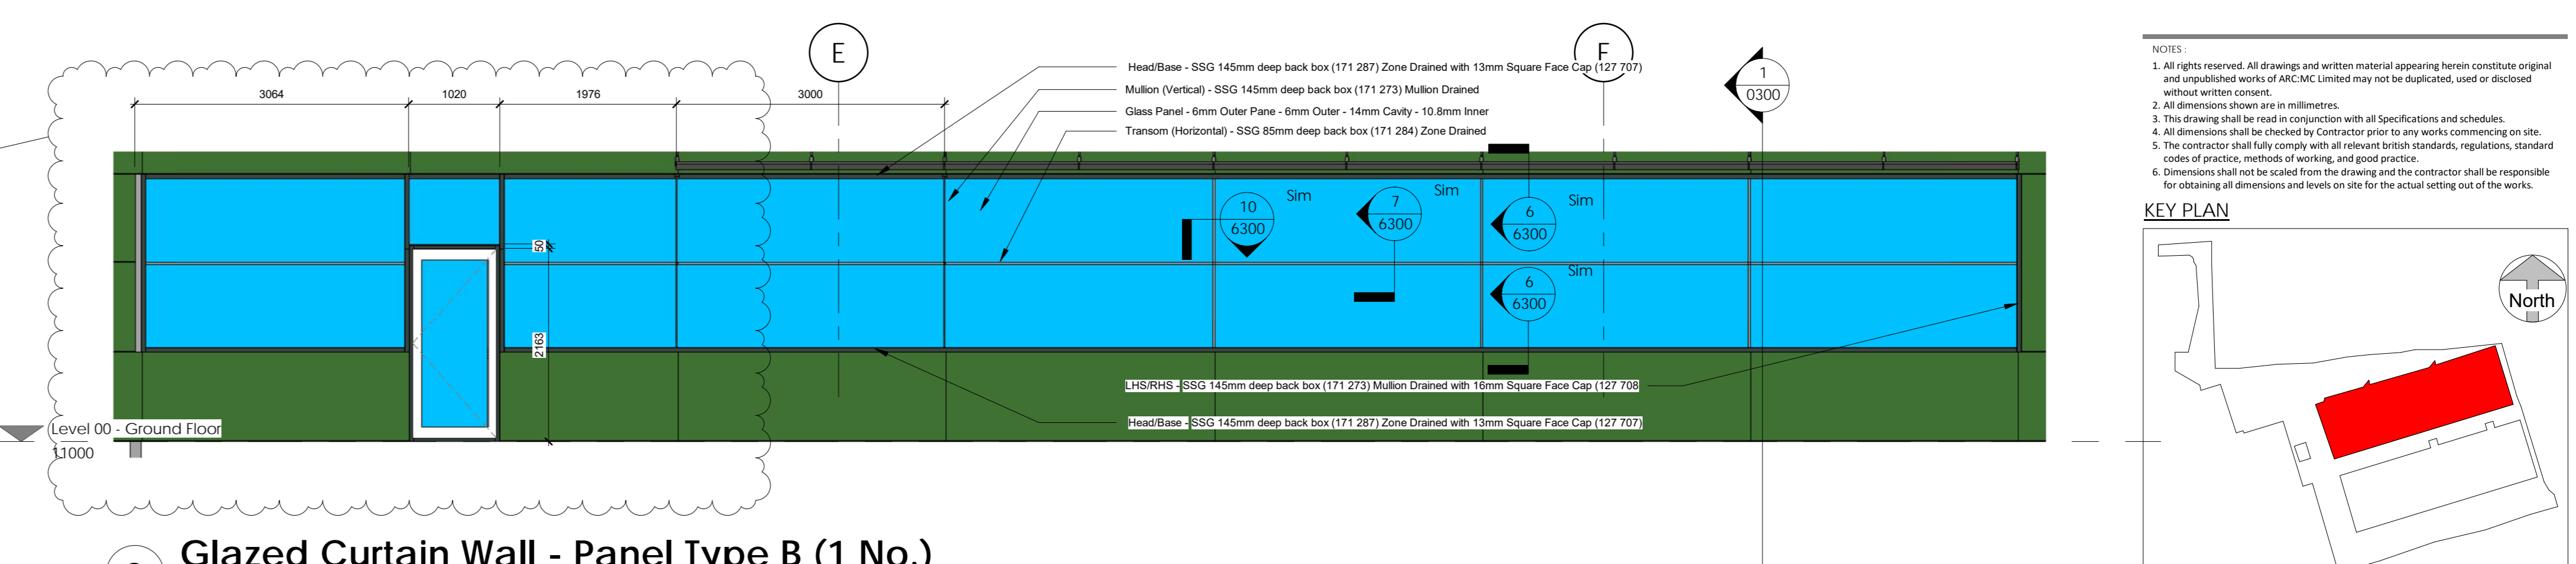 E
F
1
0300
3064
1020
1976
3000
Head/Base - SSG 145mm deep back box (171 287) Zone Drained with 13mm Square Face Cap (127 707)
Mullion (Vertical) - SSG 145mm deep back box (171 273) Mullion Drained
Glass Panel - 6mm Outer Pane - 6mm Outer - 14mm Cavity - 10.8mm Inner
Transom (Horizontal) - SSG 85mm deep back box (171 284) Zone Drained
10
6300
Sim
7
6300
Sim
6
6300
Sim
6
6300
Sim
50
2163
LHS/RHS - SSG 145mm deep back box (171 273) Mullion Drained with 16mm Square Face Cap (127 708
Head/Base - SSG 145mm deep back box (171 287) Zone Drained with 13mm Square Face Cap (127 707)
Level 00 - Ground Floor
11000
Glazed Curtain Wall - Panel Type B (1 No.)
NOTES :
1. All rights reserved. All drawings and written material appearing herein constitute original
and unpublished works of ARC:MC Limited may not be duplicated, used or disclosed
without written consent.
2. All dimensions shown are in millimetres.
3. This drawing shall be read in conjunction with all Specifications and schedules.
4. All dimensions shall be checked by Contractor prior to any works commencing on site.
5. The contractor shall fully comply with all relevant british standards, regulations, standard
codes of practice, methods of working, and good practice.
6. Dimensions shall not be scaled from the drawing and the contractor shall be responsible
for obtaining all dimensions and levels on site for the actual setting out of the works.
KEY PLAN
North